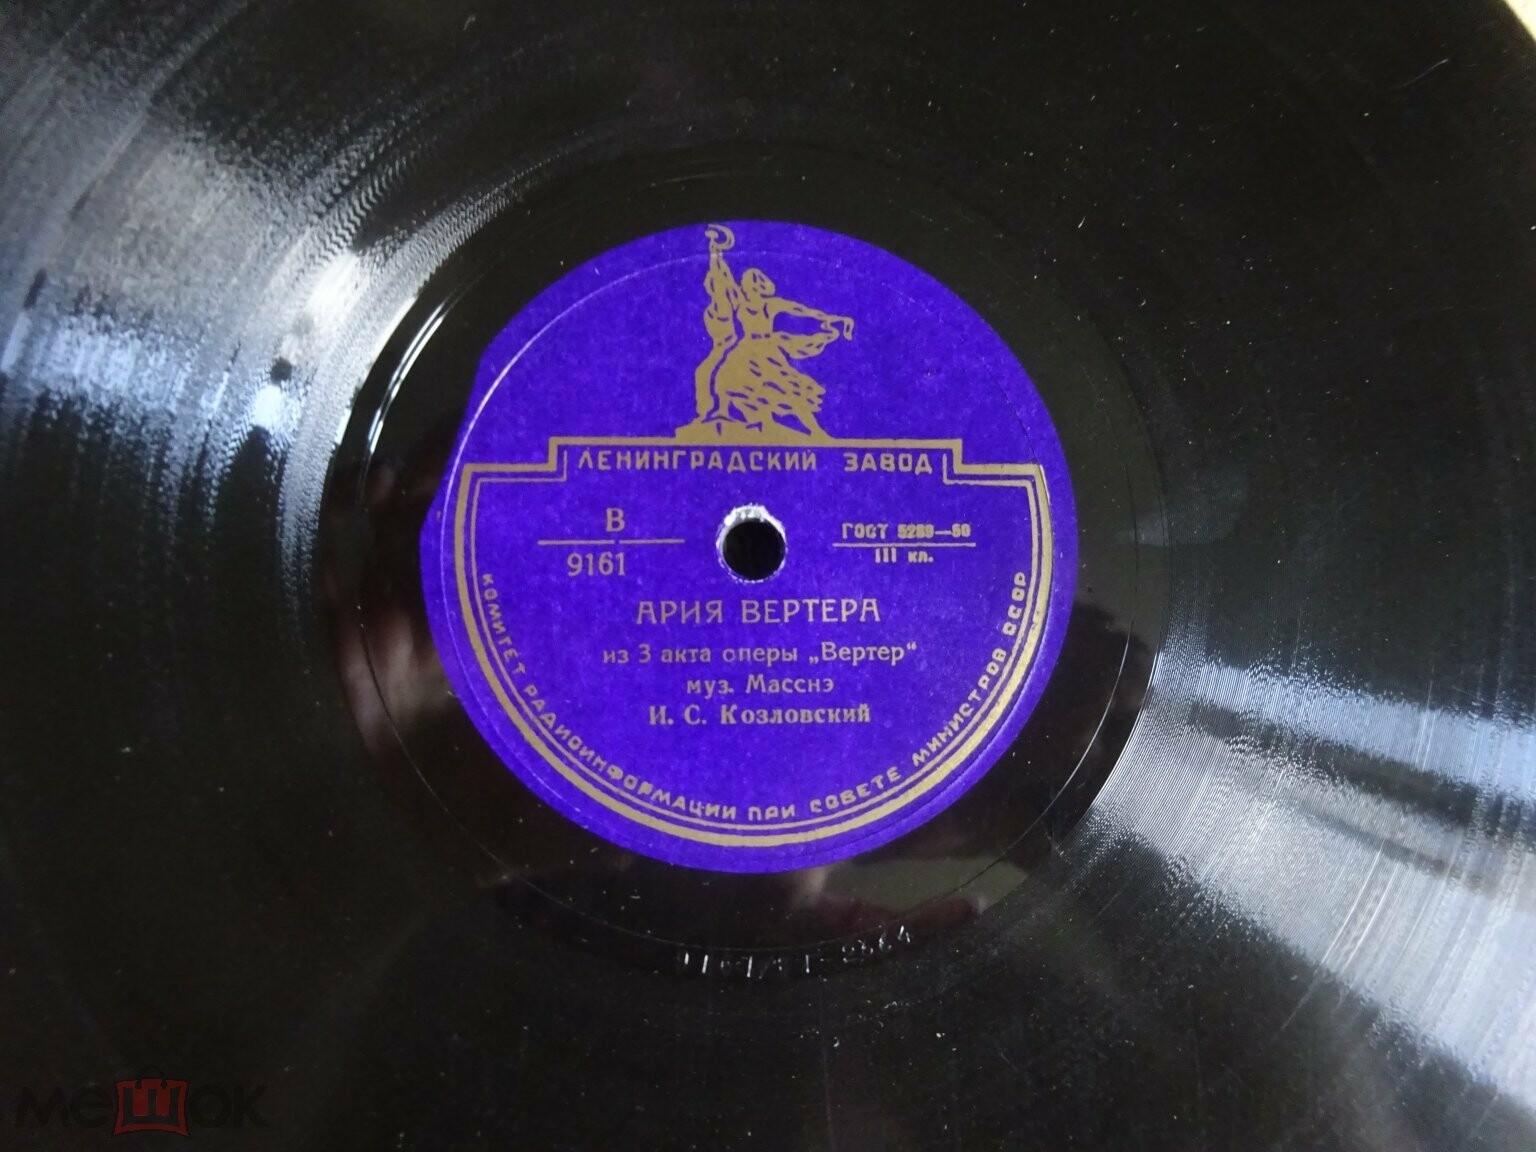 ЛЕНИНГРАДСКИЙ ЗАВОД
В
9161
ГОСТ 5289—50
III кл.
АРИЯ ВЕРТЕРА
из 3 акта оперы „Вертер“
муз. Масснэ
И. С. Козловский
КОМИТЕТ РАДИОИНФОРМАЦИИ ПРИ СОВЕТЕ МИНИСТРОВ СССР
мешок